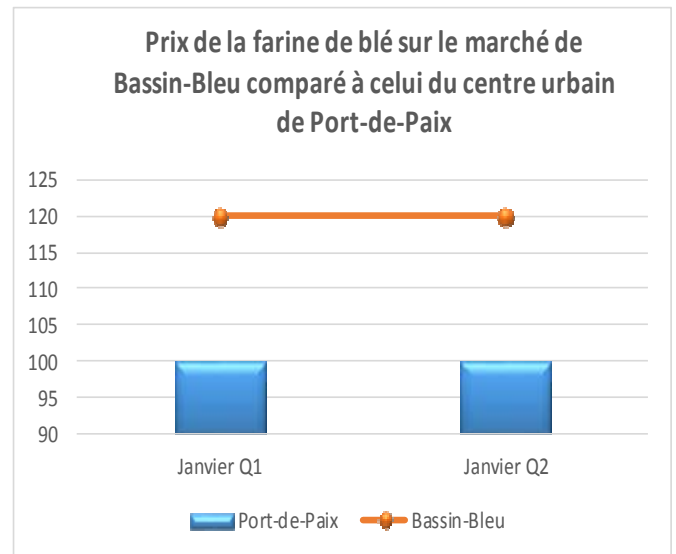 Prix de la farine de blé sur le marché de
Bassin-Bleu comparé à celui du centre urbain
de Port-de-Paix
125
120
115
110
105
100
95
90
Janvier Q1 Janvier Q2
Port-de-Paix Bassin-Bleu